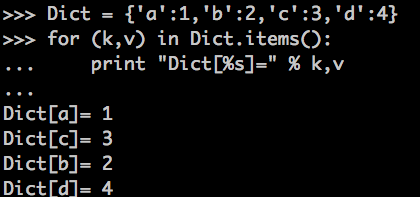 >>> Dict = {'a':1,'b':2,'c':3,'d':4}
>>> for (k,v) in Dict.items():
...     print "Dict[%s]=" % k,v
...
Dict[a]= 1
Dict[c]= 3
Dict[b]= 2
Dict[d]= 4